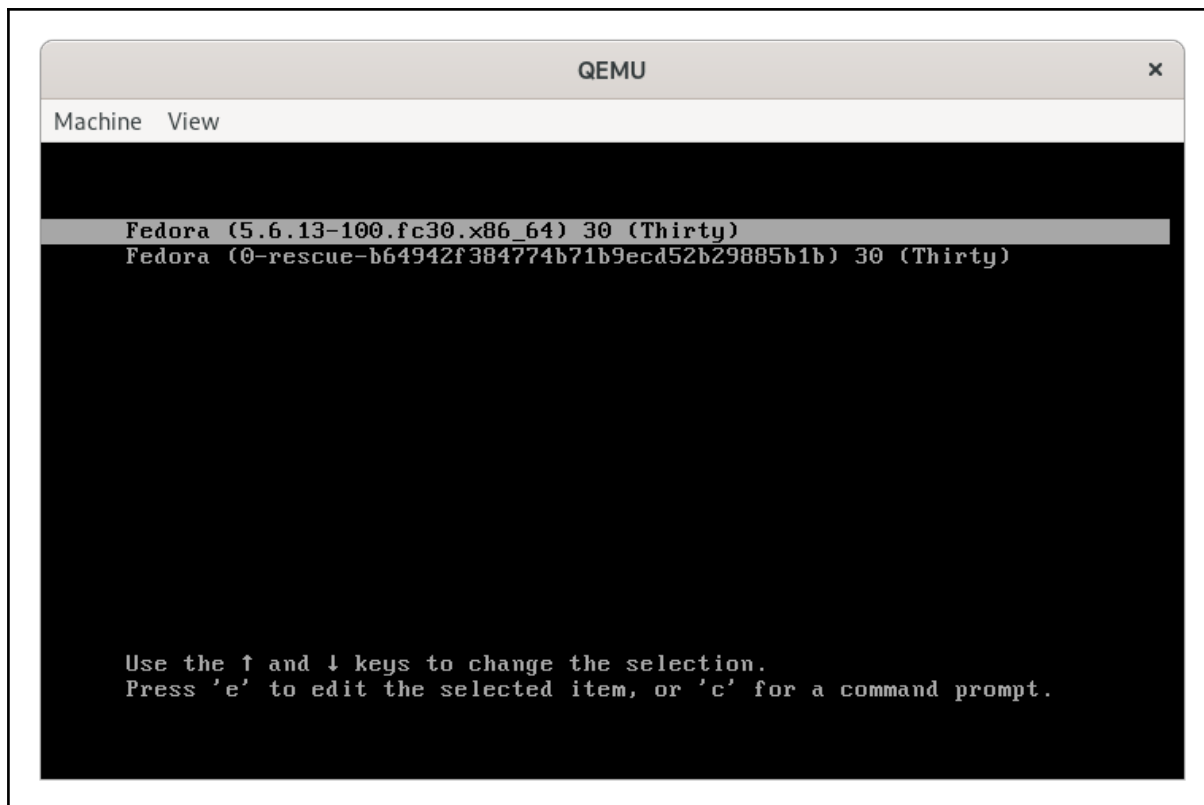 QEMU
Machine View
Fedora (5.6.13-100.fc30.x86_64) 30 (Thirty)
Fedora (0-rescue-b64942f384774b71b9ecd52b29885b1b) 30 (Thirty)
Use the ↑ and ↓ keys to change the selection.
Press 'e' to edit the selected item, or 'c' for a command prompt.